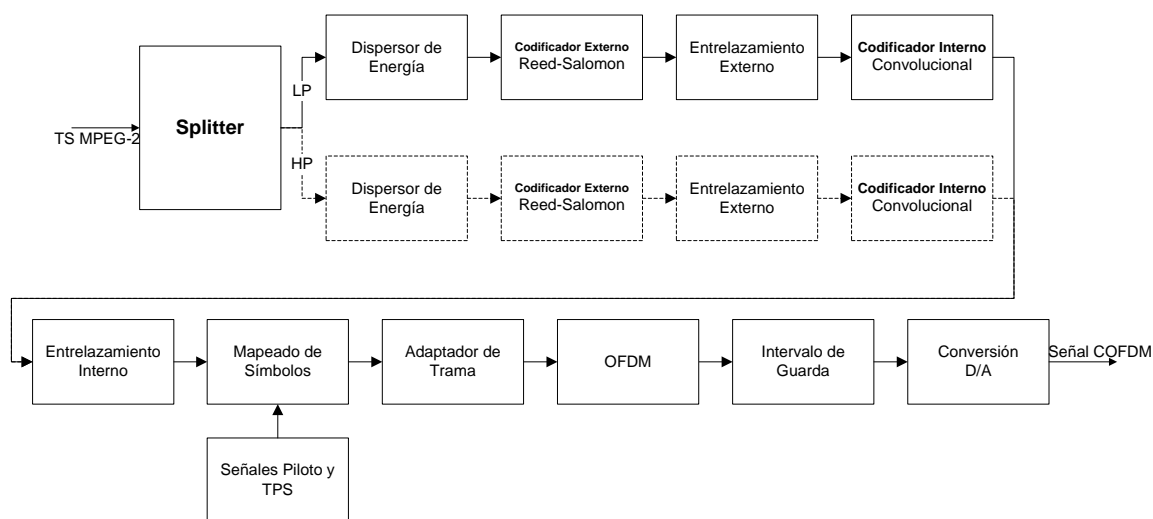 TS MPEG-2
Splitter
LP
HP
Dispersor de
Energía
Codificador Externo
Reed-Salomon
Entrelazamiento
Externo
Codificador Interno
Convolucional
Dispersor de
Energía
Codificador Externo
Reed-Salomon
Entrelazamiento
Externo
Codificador Interno
Convolucional
Entrelazamiento
Interno
Mapeado de
Símbolos
Adaptador de
Trama
OFDM
Intervalo de
Guarda
Conversión
D/A
Señal COFDM
Señales Piloto y
TPS